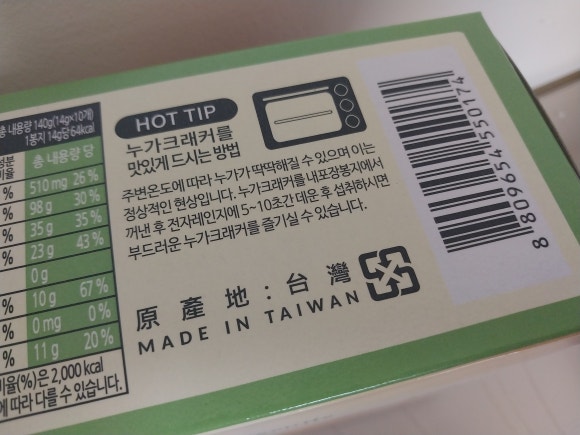 총 내용량 140g(14g×10개)
1봉지 14g당 64kcal
총 내용량 당
% 510 mg 26 %
% 98 g 30 %
% 35 g 35 %
% 23 g 43 %
0 g
% 10 g 67 %
% 0 mg 0 %
% 11 g 20 %
비율(%)은 2,000 kcal
에 따라 다를 수 있습니다.
HOT TIP
누가크래커를
맛있게 드시는 방법
주변온도에 따라 누가가 딱딱해질 수 있으며 이는
정상적인 현상입니다. 누가크래커를 내포장봉지에서
꺼낸 후 전자레인지에 5~10초간 데운 후 섭취하시면
부드러운 누가크래커를 즐기실 수 있습니다.
原產地:台灣
MADE IN TAIWAN
8 809654 550174